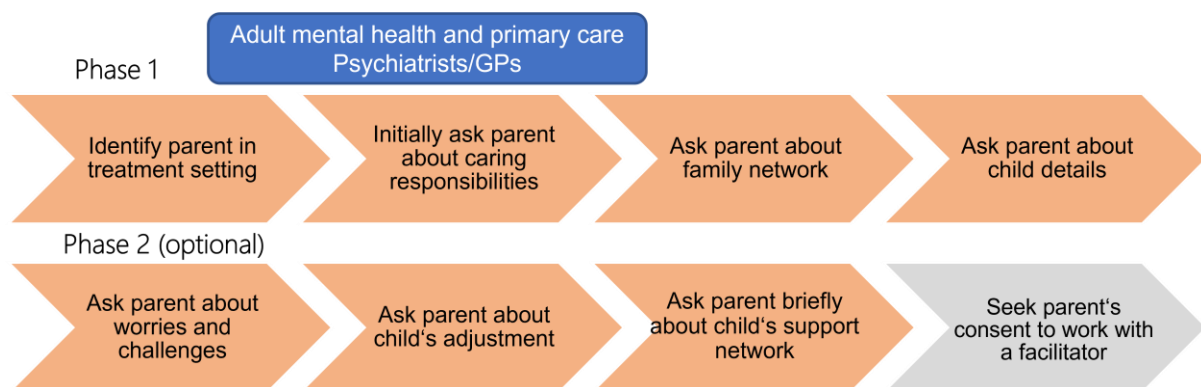 Adult mental health and primary care
Psychiatrists/GPs
Phase 1
Identify parent in
treatment setting
Initially ask parent
about caring
responsibilities
Ask parent about
family network
Ask parent about
child details
Phase 2 (optional)
Ask parent about
worries and
challenges
Ask parent about
child‘s adjustment
Ask parent briefly
about child‘s support
network
Seek parent‘s
consent to work with
a facilitator